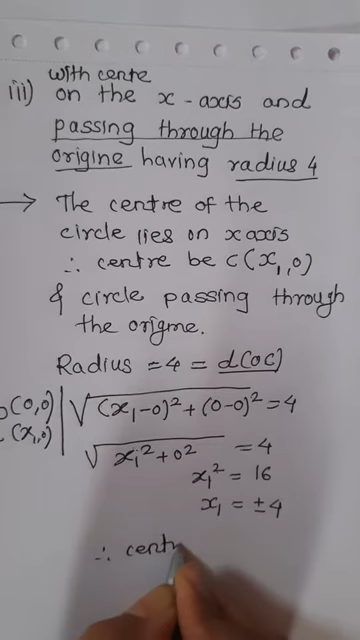 with cente
iii) on the x-axis and
passing through the
origine having radius 4
→ The centre of the
circle lies on x axis
∴ centre be C(x₁,0)
& circle passing through
the origine.
Radius = 4 = d(OC)
O(0,0) | √(x₁-0)²+(0-0)² = 4
C(x₁,0)
√x₁²+0² = 4
x₁² = 16
x₁ = ±4
∴ cent